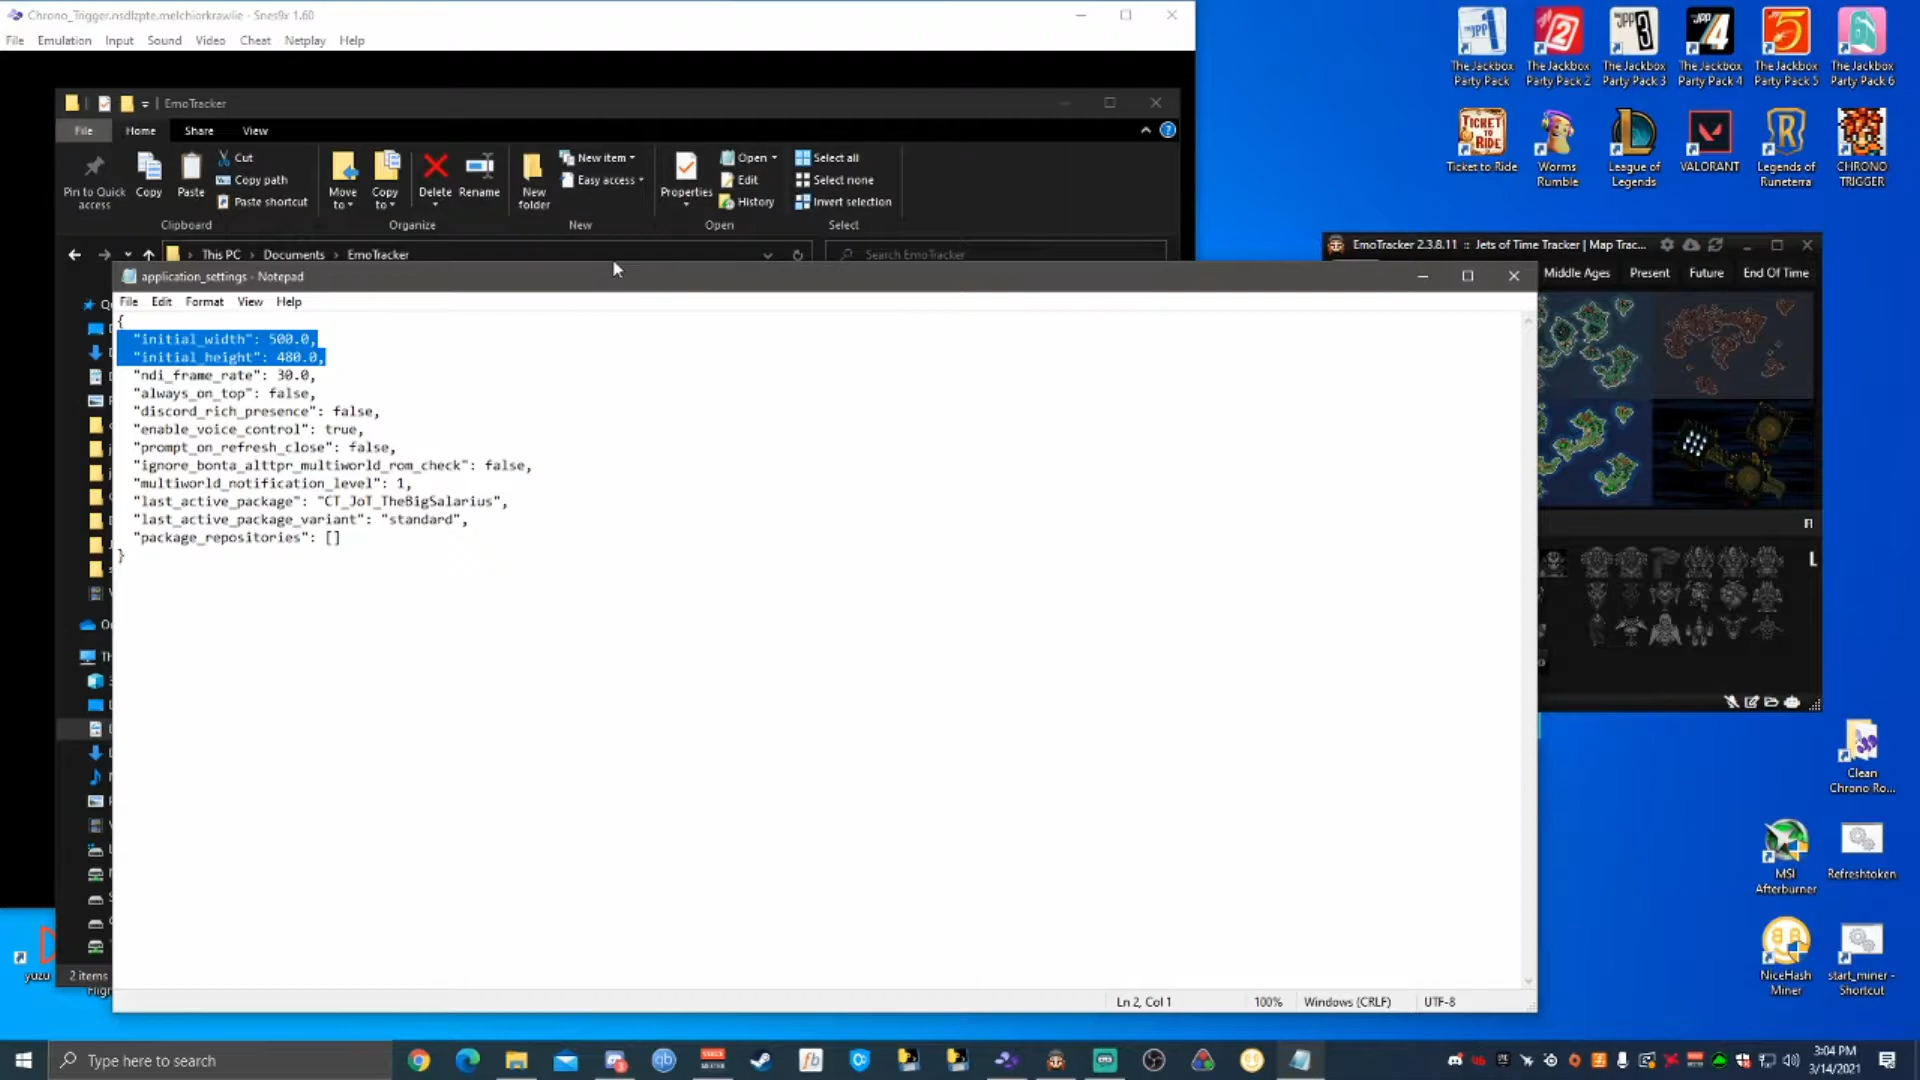 Chrono_Trigger.nsdlzpte.melchiorkrawlie - Snes9x 1.60
File Emulation Input Sound Video Cheat Netplay Help
EmoTracker
File Home Share View
Pin to Quick access
Copy
Paste
Cut
Copy path
Paste shortcut
Clipboard
Move to
Copy to
Delete
Rename
Organize
New folder
New item
Easy access
New
Properties
Open
Edit
History
Open
Select all
Select none
Invert selection
Select
This PC > Documents > EmoTracker
Search EmoTracker
application_settings - Notepad
File Edit Format View Help
{
"initial_width": 500.0,
"initial_height": 480.0,
"ndi_frame_rate": 30.0,
"always_on_top": false,
"discord_rich_presence": false,
"enable_voice_control": true,
"prompt_on_refresh_close": false,
"ignore_bonta_alttpr_multiworld_rom_check": false,
"multiworld_notification_level": 1,
"last_active_package": "CT_JoT_TheBigSalarius",
"last_active_package_variant": "standard",
"package_repositories": []
}
Ln 2, Col 1
100%
Windows (CRLF)
UTF-8
2 items
The Jackbox Party Pack
The Jackbox Party Pack 2
The Jackbox Party Pack 3
The Jackbox Party Pack 4
The Jackbox Party Pack 5
The Jackbox Party Pack 6
TICKET TO RIDE
Ticket to Ride
Worms Rumble
League of Legends
VALORANT
Legends of Runeterra
CHRONO TRIGGER
EmoTracker 2.3.8.11 :: Jets of Time Tracker | Map Trac...
Middle Ages Present Future End Of Time
Clean Chrono Ro...
MSI Afterburner
Refreshtoken
NiceHash Miner
start_miner - Shortcut
yuzu
Type here to search
3:04 PM
3/14/2021